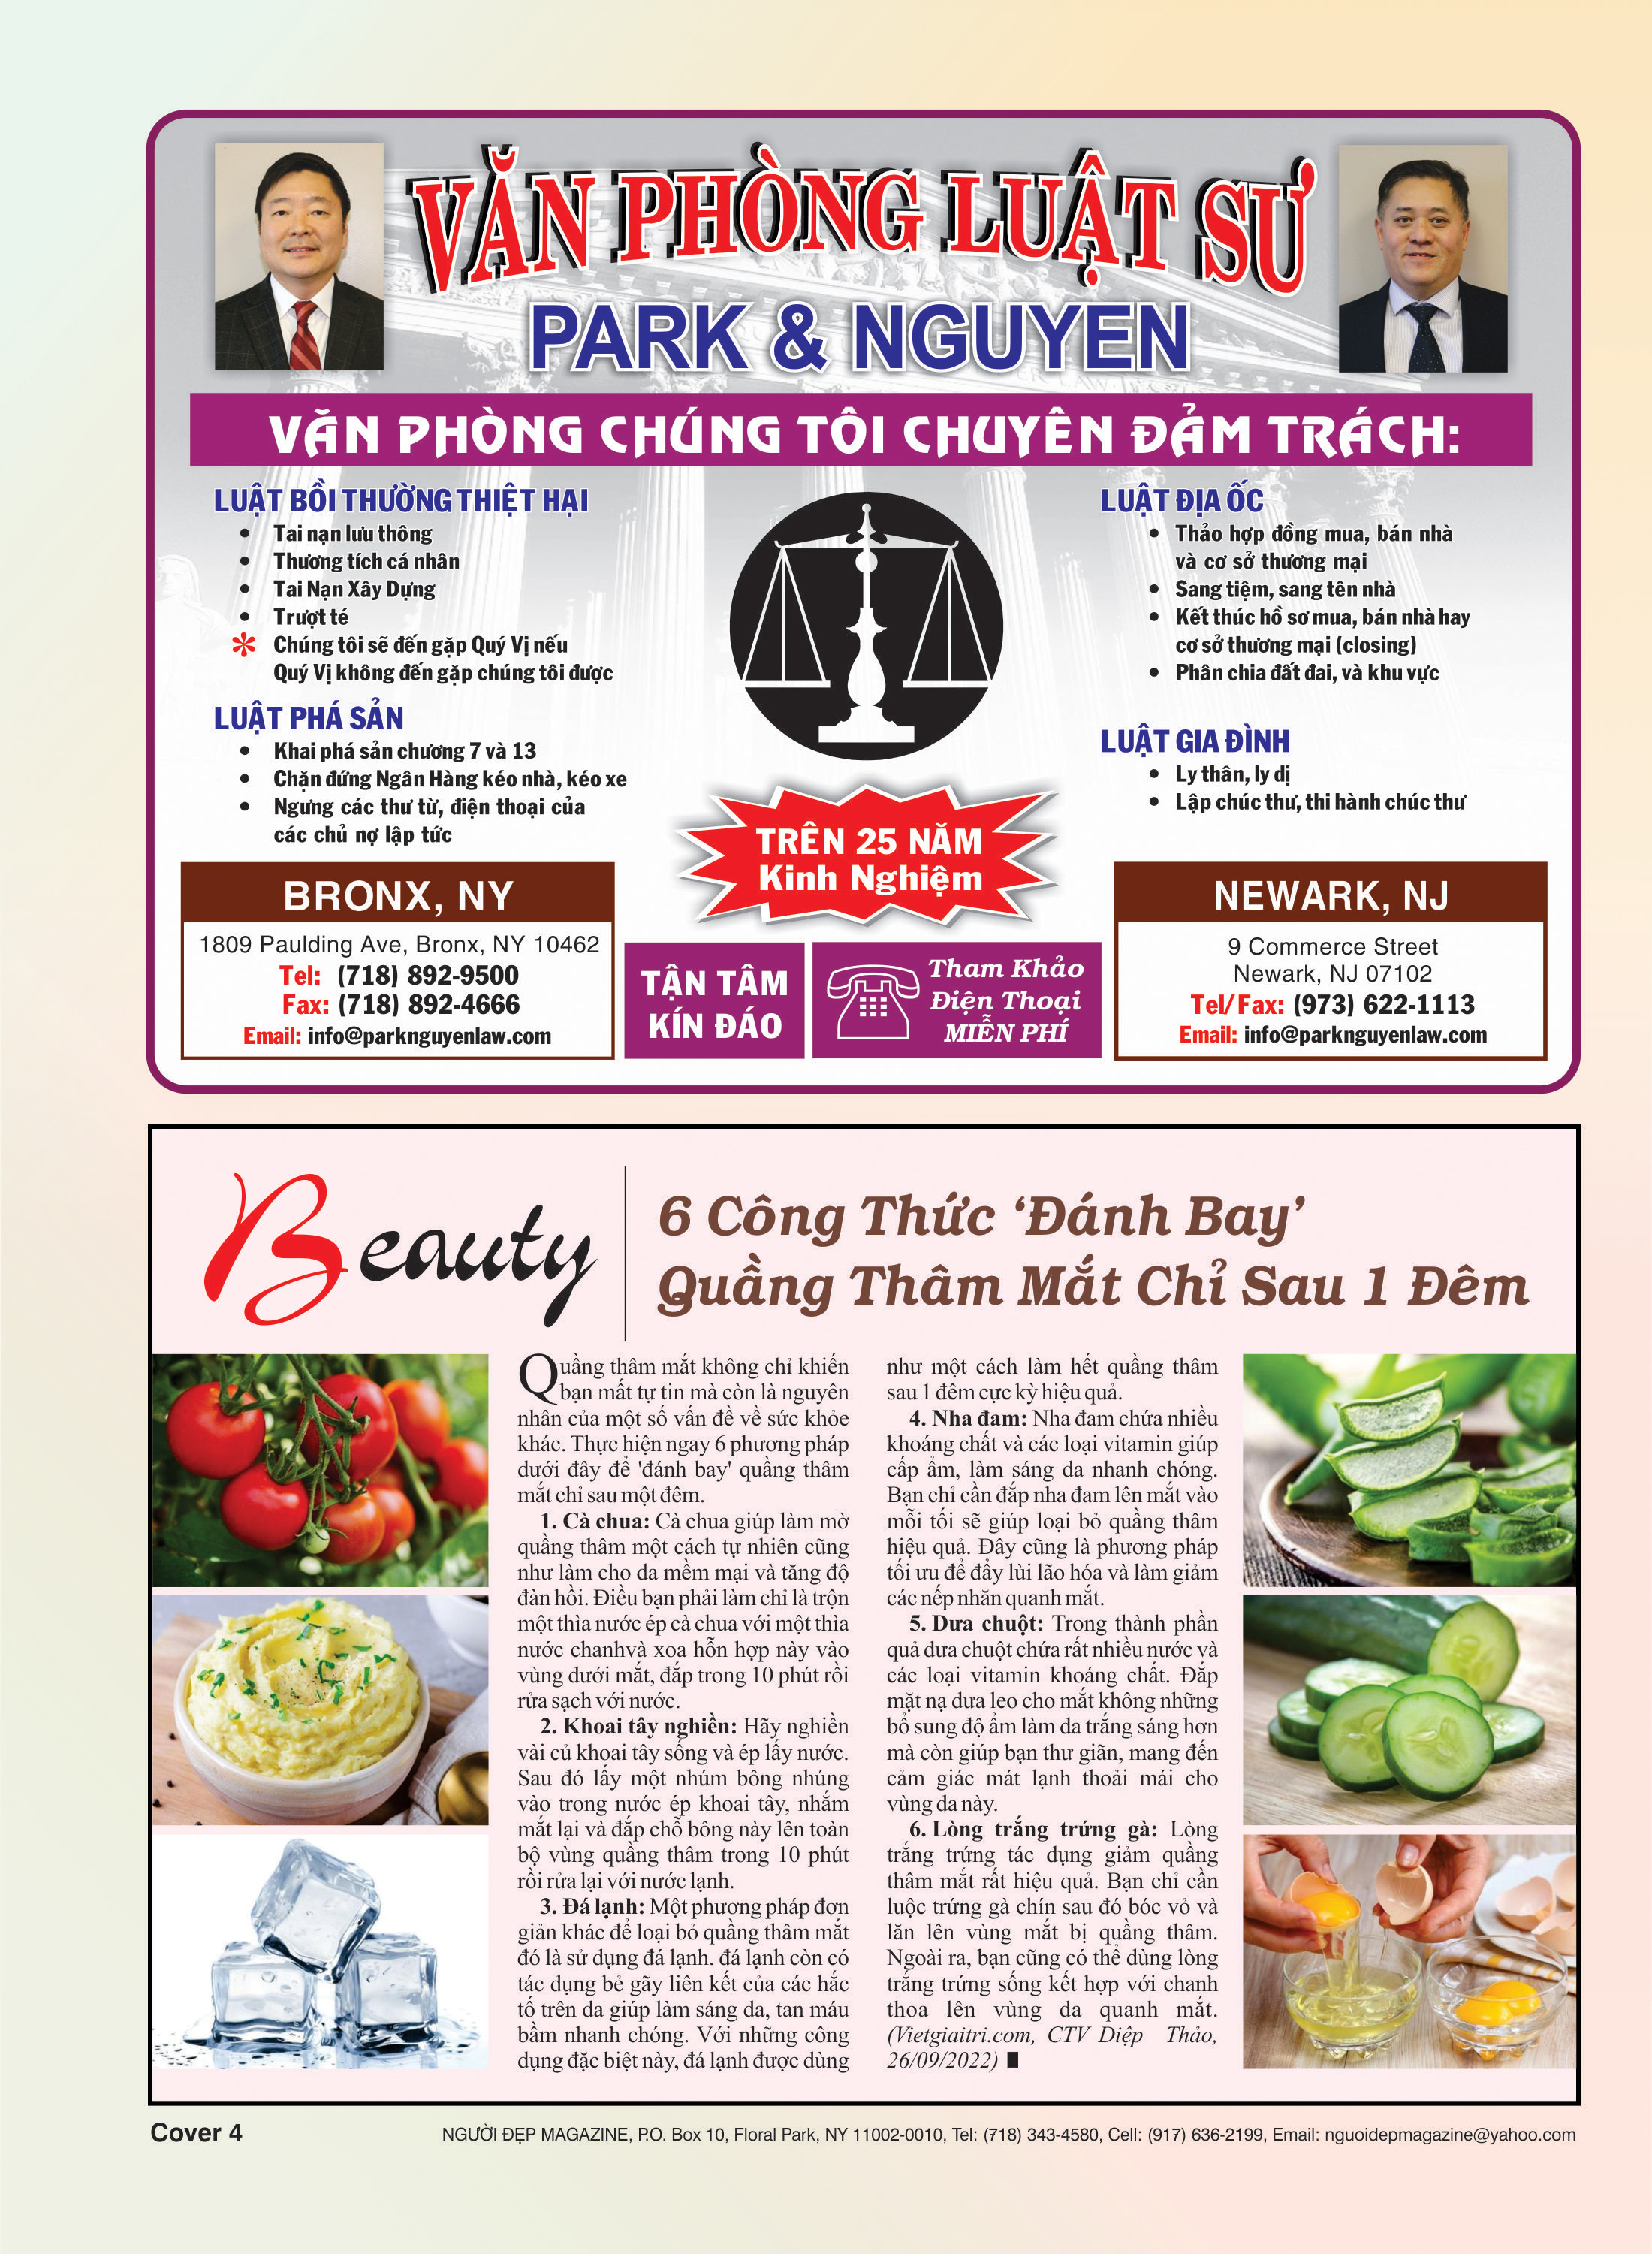 VĂN PHÒNG LUẬT SƯ
PARK & NGUYEN
VĂN PHÒNG CHÚNG TÔI CHUYÊN ĐẢM TRÁCH:
LUẬT BỒI THƯỜNG THIỆT HẠI
• Tai nạn lưu thông
• Thương tích cá nhân
• Tai Nạn Xây Dựng
• Trượt té
* Chúng tôi sẽ đến gặp Quý Vị nếu
Quý Vị không đến gặp chúng tôi được
LUẬT PHÁ SẢN
• Khai phá sản chương 7 và 13
• Chặn đứng Ngân Hàng kéo nhà, kéo xe
• Ngưng các thư từ, điện thoại của
các chủ nợ lập tức
LUẬT ĐỊA ỐC
• Thảo hợp đồng mua, bán nhà
và cơ sở thương mại
• Sang tiệm, sang tên nhà
• Kết thúc hồ sơ mua, bán nhà hay
cơ sở thương mại (closing)
• Phân chia đất đai, và khu vực
LUẬT GIA ĐÌNH
• Ly thân, ly dị
• Lập chúc thư, thi hành chúc thư
TRÊN 25 NĂM
Kinh Nghiệm
BRONX, NY
1809 Paulding Ave, Bronx, NY 10462
Tel: (718) 892-9500
Fax: (718) 892-4666
Email: info@parknguyenlaw.com
TẬN TÂM
KÍN ĐÁO
Tham Khảo
Điện Thoại
MIỄN PHÍ
NEWARK, NJ
9 Commerce Street
Newark, NJ 07102
Tel/Fax: (973) 622-1113
Email: info@parknguyenlaw.com
Beauty
6 Công Thức ‘Đánh Bay’
Quầng Thâm Mắt Chỉ Sau 1 Đêm
Quầng thâm mắt không chỉ khiến
bạn mất tự tin mà còn là nguyên
nhân của một số vấn đề về sức khỏe
khác. Thực hiện ngay 6 phương pháp
dưới đây để 'đánh bay' quầng thâm
mắt chỉ sau một đêm.
1. Cà chua: Cà chua giúp làm mờ
quầng thâm một cách tự nhiên cũng
như làm cho da mềm mại và tăng độ
đàn hồi. Điều bạn phải làm chỉ là trộn
một thìa nước ép cà chua với một thìa
nước chanhvà xoa hỗn hợp này vào
vùng dưới mắt, đắp trong 10 phút rồi
rửa sạch với nước.
2. Khoai tây nghiền: Hãy nghiền
vài củ khoai tây sống và ép lấy nước.
Sau đó lấy một nhúm bông nhúng
vào trong nước ép khoai tây, nhắm
mắt lại và đắp chỗ bông này lên toàn
bộ vùng quầng thâm trong 10 phút
rồi rửa lại với nước lạnh.
3. Đá lạnh: Một phương pháp đơn
giản khác để loại bỏ quầng thâm mắt
đó là sử dụng đá lạnh. đá lạnh còn có
tác dụng bẻ gãy liên kết của các hắc
tố trên da giúp làm sáng da, tan máu
bầm nhanh chóng. Với những công
dụng đặc biệt này, đá lạnh được dùng
như một cách làm hết quầng thâm
sau 1 đêm cực kỳ hiệu quả.
4. Nha đam: Nha đam chứa nhiều
khoáng chất và các loại vitamin giúp
cấp ẩm, làm sáng da nhanh chóng.
Bạn chỉ cần đắp nha đam lên mắt vào
mỗi tối sẽ giúp loại bỏ quầng thâm
hiệu quả. Đây cũng là phương pháp
tối ưu để đẩy lùi lão hóa và làm giảm
các nếp nhăn quanh mắt.
5. Dưa chuột: Trong thành phần
quả dưa chuột chứa rất nhiều nước và
các loại vitamin khoáng chất. Đắp
mặt nạ dưa leo cho mắt không những
bổ sung độ ẩm làm da trắng sáng hơn
mà còn giúp bạn thư giãn, mang đến
cảm giác mát lạnh thoải mái cho
vùng da này.
6. Lòng trắng trứng gà: Lòng
trắng trứng tác dụng giảm quầng
thâm mắt rất hiệu quả. Bạn chỉ cần
luộc trứng gà chín sau đó bóc vỏ và
lăn lên vùng mắt bị quầng thâm.
Ngoài ra, bạn cũng có thể dùng lòng
trắng trứng sống kết hợp với chanh
thoa lên vùng da quanh mắt.
(Vietgiaitri.com, CTV Diệp Thảo,
26/09/2022)
Cover 4
NGƯỜI ĐẸP MAGAZINE, P.O. Box 10, Floral Park, NY 11002-0010, Tel: (718) 343-4580, Cell: (917) 636-2199, Email: nguoidepmagazine@yahoo.com